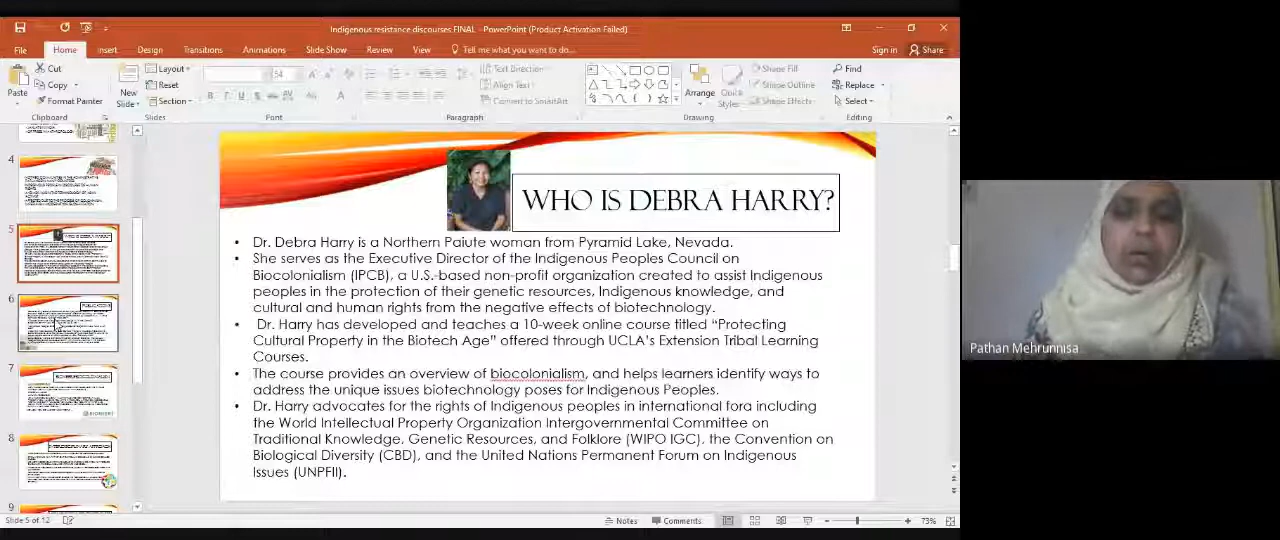 Indigenous resistance discourses FINAL - PowerPoint (Product Activation Failed)
File Home Insert Design Transitions Animations Slide Show Review View Tell me what you want to do... Sign in Share
Paste
Cut
Copy
Format Painter
Clipboard
New
Slide
Layout
Reset
Section
Slides
54
Font
Text Direction
Align Text
Convert to SmartArt
Paragraph
Arrange
Quick
Styles
Shape Fill
Shape Outline
Shape Effects
Drawing
Find
Replace
Select
Editing
4
5
6
7
8
9
WHO IS DEBRA HARRY?
• Dr. Debra Harry is a Northern Paiute woman from Pyramid Lake, Nevada.
• She serves as the Executive Director of the Indigenous Peoples Council on
Biocolonialism (IPCB), a U.S.-based nonprofit organization created to assist Indigenous
peoples in the protection of their genetic resources, Indigenous knowledge, and
cultural and human rights from the negative effects of biotechnology.
• Dr. Harry has developed and teaches a 10-week online course titled “Protecting
Cultural Property in the Biotech Age” offered through UCLA’s Extension Tribal Learning
Courses.
• The course provides an overview of biocolonialism, and helps learners identify ways to
address the unique issues biotechnology poses for Indigenous Peoples.
• Dr. Harry advocates for the rights of Indigenous peoples in international fora including
the World Intellectual Property Organization Intergovernmental Committee on
Traditional Knowledge, Genetic Resources, and Folklore (WIPO IGC), the Convention on
Biological Diversity (CBD), and the United Nations Permanent Forum on Indigenous
Issues (UNPFII).
Pathan Mehrunnisa
Slide 5 of 12
Notes Comments 73%